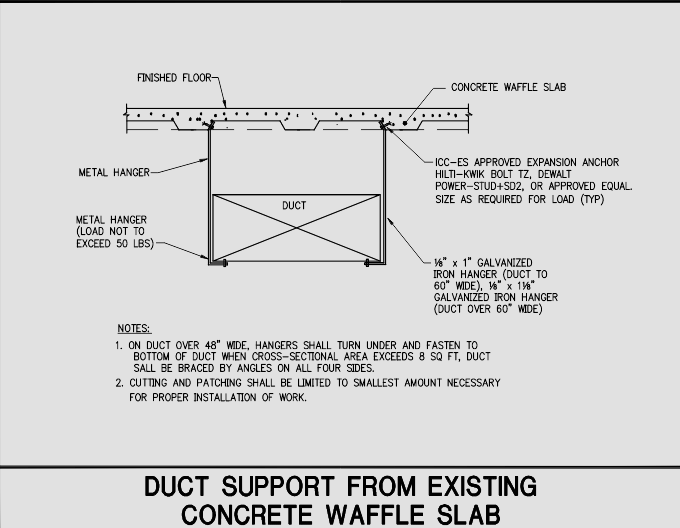 FINISHED FLOOR
CONCRETE WAFFLE SLAB
METAL HANGER
ICC-ES APPROVED EXPANSION ANCHOR
HILTI-KWIK BOLT TZ, DEWALT
POWER-STUD+SD2, OR APPROVED EQUAL.
SIZE AS REQUIRED FOR LOAD (TYP)
DUCT
METAL HANGER
(LOAD NOT TO
EXCEED 50 LBS)
⅛" x 1" GALVANIZED
IRON HANGER (DUCT TO
60" WIDE), ⅛" x 1⅛"
GALVANIZED IRON HANGER
(DUCT OVER 60" WIDE)
NOTES:
1. ON DUCT OVER 48" WIDE, HANGERS SHALL TURN UNDER AND FASTEN TO
BOTTOM OF DUCT WHEN CROSS-SECTIONAL AREA EXCEEDS 8 SQ FT, DUCT
SALL BE BRACED BY ANGLES ON ALL FOUR SIDES.
2. CUTTING AND PATCHING SHALL BE LIMITED TO SMALLEST AMOUNT NECESSARY
FOR PROPER INSTALLATION OF WORK.
DUCT SUPPORT FROM EXISTING
CONCRETE WAFFLE SLAB